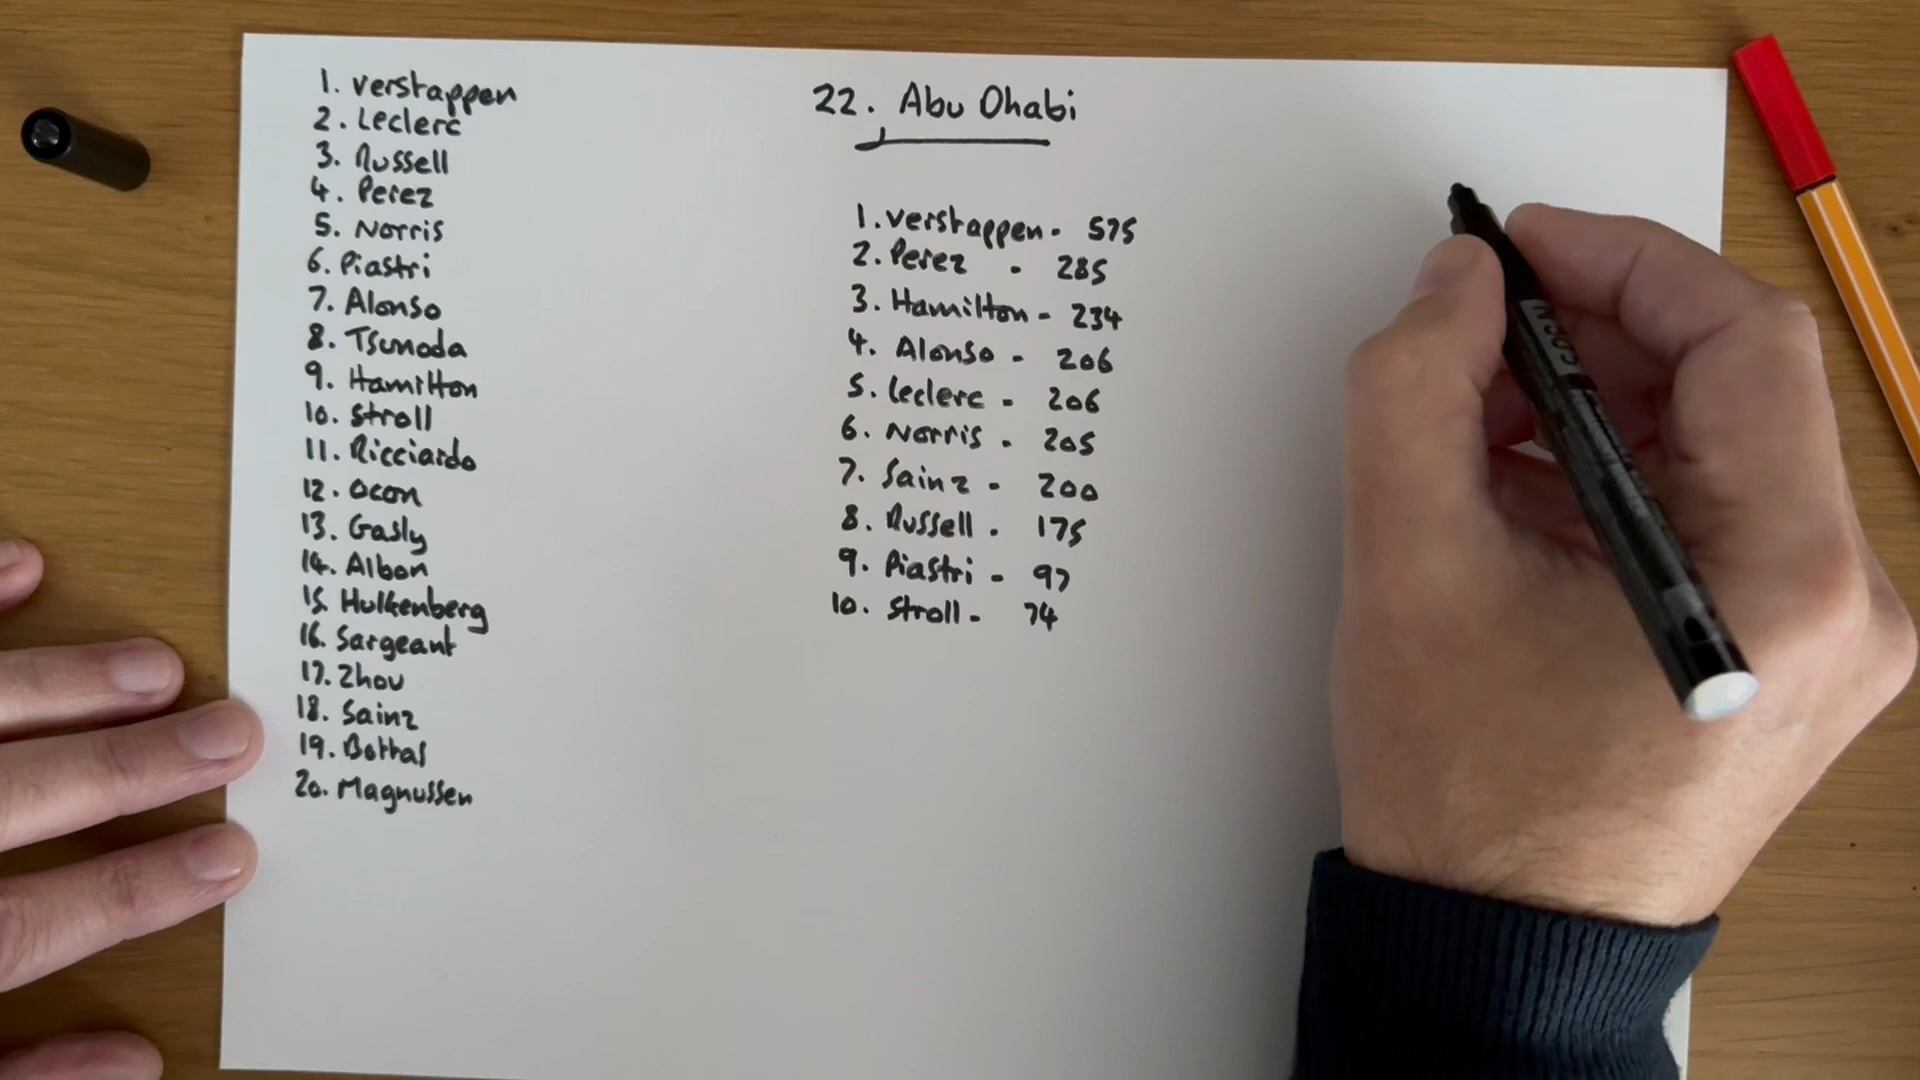 1. Verstappen
2. Leclerc
3. Russell
4. Perez
5. Norris
6. Piastri
7. Alonso
8. Tsunoda
9. Hamilton
10. Stroll
11. Ricciardo
12. Ocon
13. Gasly
14. Albon
15. Hulkenberg
16. Sargeant
17. Zhou
18. Sainz
19. Bottas
20. Magnussen
22. Abu Dhabi
1. Verstappen - 575
2. Perez - 285
3. Hamilton - 234
4. Alonso - 206
5. Leclerc - 206
6. Norris - 205
7. Sainz - 200
8. Russell - 175
9. Piastri - 97
10. Stroll - 74